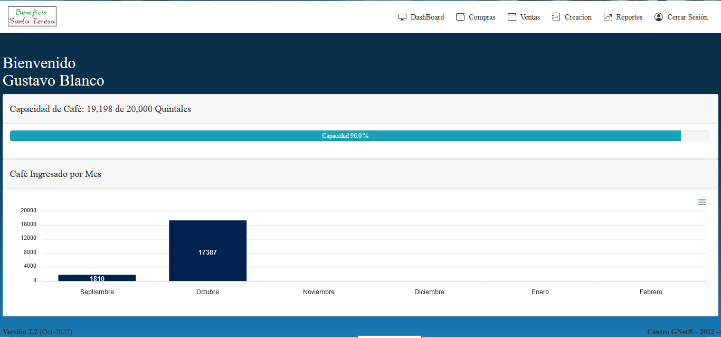 Beneficio
Santa Teresa
DashBoard
Compras
Ventas
Creacion
Reportes
Cerrar Sesión
Bienvenido
Gustavo Blanco
Capacidad de Café: 19,198 de 20,000 Quintales
Capacidad 96.0 %
Café Ingresado por Mes
20000
16000
12000
8000
4000
0
1810
17387
Septiembre
Octubre
Noviembre
Diciembre
Enero
Febrero
Versión 2.2 (Oct-2022)
Centro GNet® - 2022 --